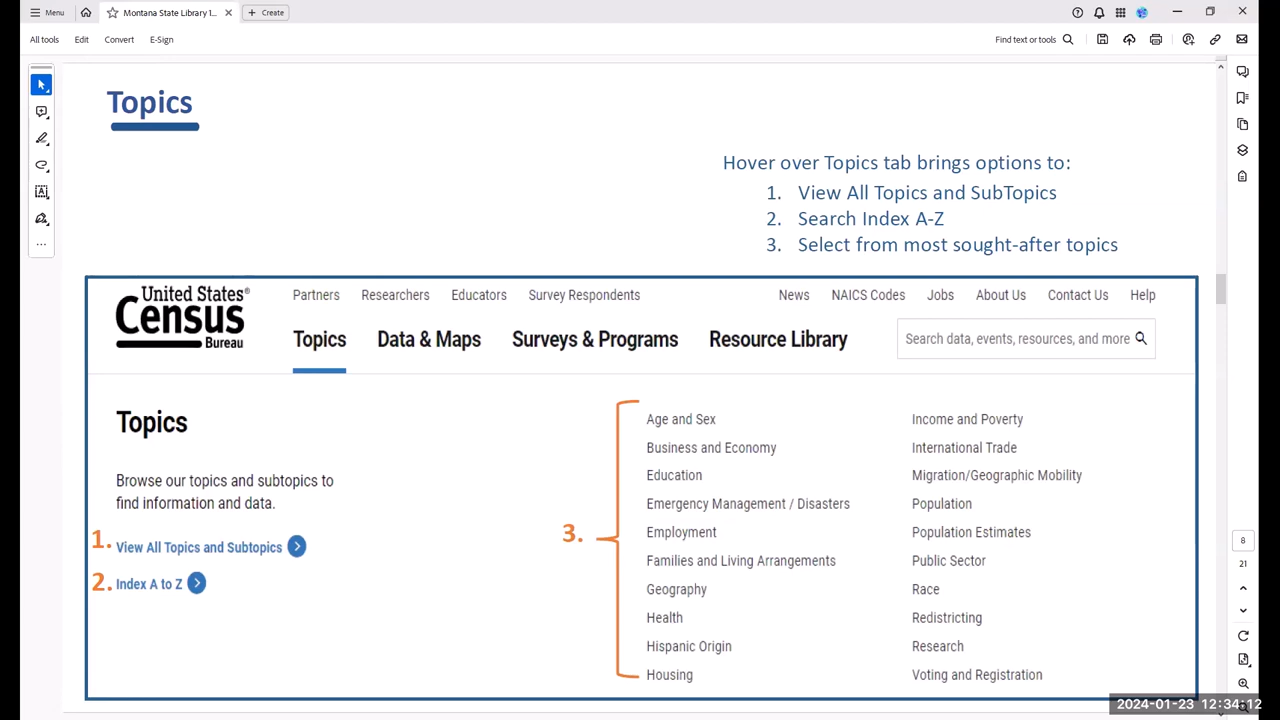 Menu
Montana State Library 1...
Create
All tools
Edit
Convert
E-Sign
Find text or tools
Topics
Hover over Topics tab brings options to:
1. View All Topics and SubTopics
2. Search Index A-Z
3. Select from most sought-after topics
United States®
Census
Bureau
Partners
Researchers
Educators
Survey Respondents
News
NAICS Codes
Jobs
About Us
Contact Us
Help
Topics
Data & Maps
Surveys & Programs
Resource Library
Search data, events, resources, and more
Topics
Browse our topics and subtopics to
find information and data.
1. View All Topics and Subtopics
2. Index A to Z
3.
Age and Sex
Business and Economy
Education
Emergency Management / Disasters
Employment
Families and Living Arrangements
Geography
Health
Hispanic Origin
Housing
Income and Poverty
International Trade
Migration/Geographic Mobility
Population
Population Estimates
Public Sector
Race
Redistricting
Research
Voting and Registration
8
21
2024-01-23 12:34:12